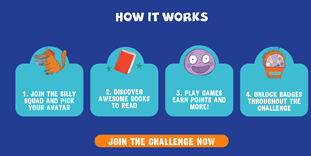 HOW IT WORKS
1. JOIN THE SILLY
SQUAD AND PICK
YOUR AVATAR
2. DISCOVER
AWESOME BOOKS
TO READ
3. PLAY GAMES
EARN POINTS AND
MORE!
4. UNLOCK BADGES
THROUGHOUT THE
CHALLENGE
JOIN THE CHALLENGE NOW